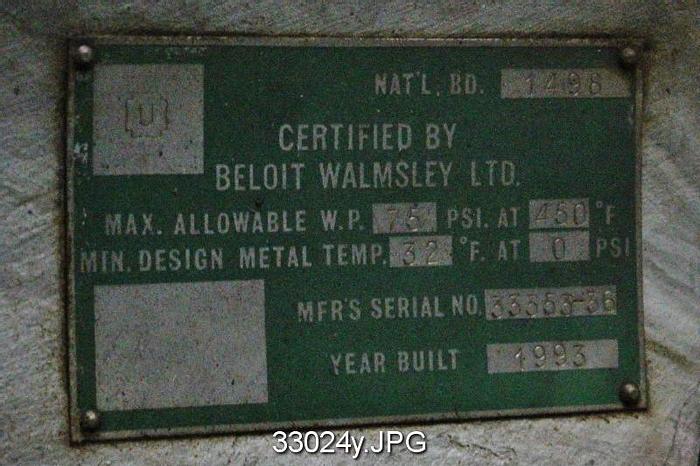 U
NAT'L. BD. 1498
CERTIFIED BY
BELOIT WALMSLEY LTD.
MAX. ALLOWABLE W.P. 75 PSI. AT 450 °F
MIN. DESIGN METAL TEMP. 32 °F. AT 0 PSI
MFR'S SERIAL NO.
YEAR BUILT 1993
33024y.JPG